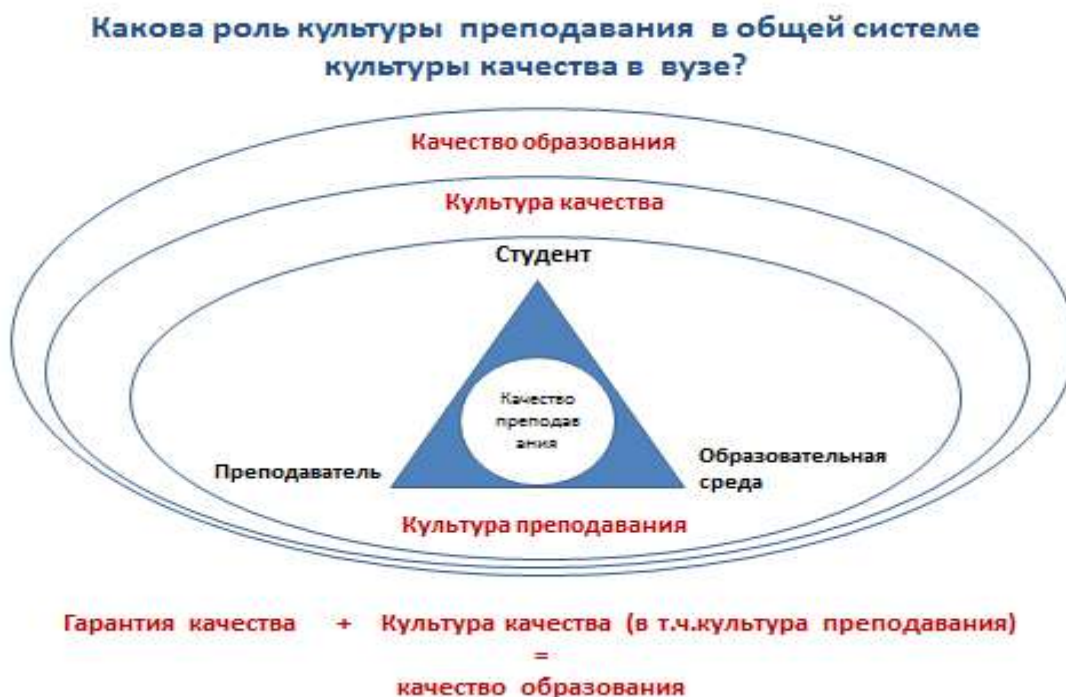 Какова роль культуры преподавания в общей системе
культуры качества в вузе?
Качество образования
Культура качества
Студент
Качество
преподав
ания
Преподаватель
Образовательная
среда
Культура преподавания
Гарантия качества + Культура качества (в т.ч.культура преподавания)
=
качество образования